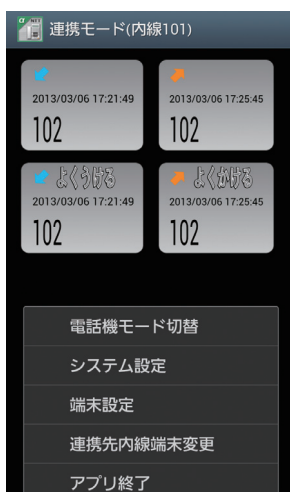 連携モード(内線101)
2013/03/06 17:21:49
102
2013/03/06 17:25:45
102
よくうける
2013/03/06 17:21:49
102
よくかける
2013/03/06 17:25:45
102
電話機モード切替
システム設定
端末設定
連携先内線端末変更
アプリ終了